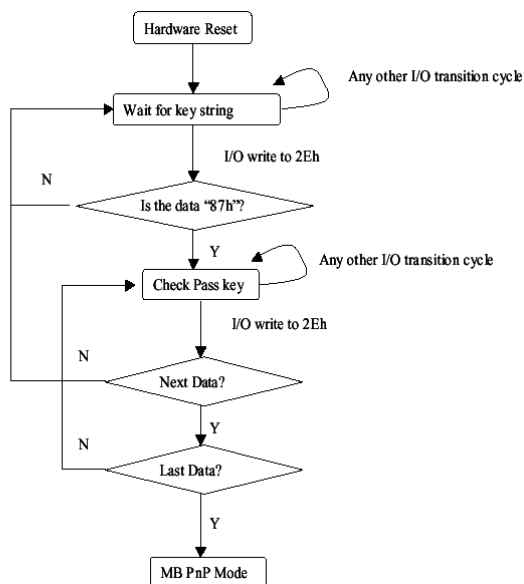 Hardware Reset
Any other I/O transition cycle
Wait for key string
I/O write to 2Eh
N
Is the data “87h”?
Y
Any other I/O transition cycle
Check Pass key
I/O write to 2Eh
N
Next Data?
Y
N
Last Data?
Y
MB PnP Mode